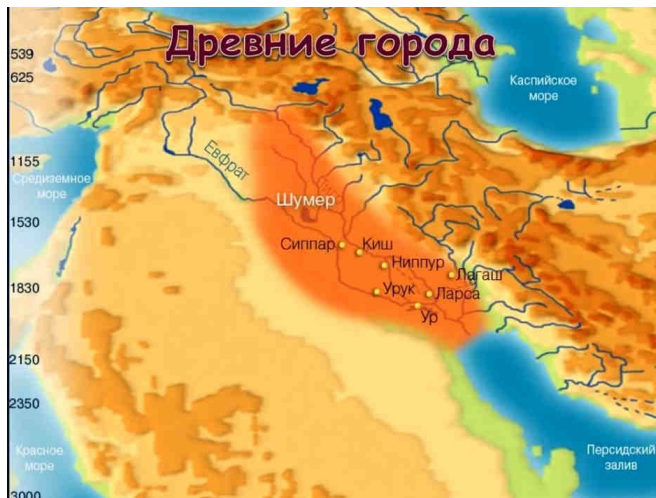 Древние города
539
625
Каспийское
море
1155
Евфрат
Средиземное
море
Шумер
1530
Сиппар
Киш
Ниппур
Лагаш
1830
Урук
Ларса
Ур
2150
2350
Красное
море
Персидский
залив
3000